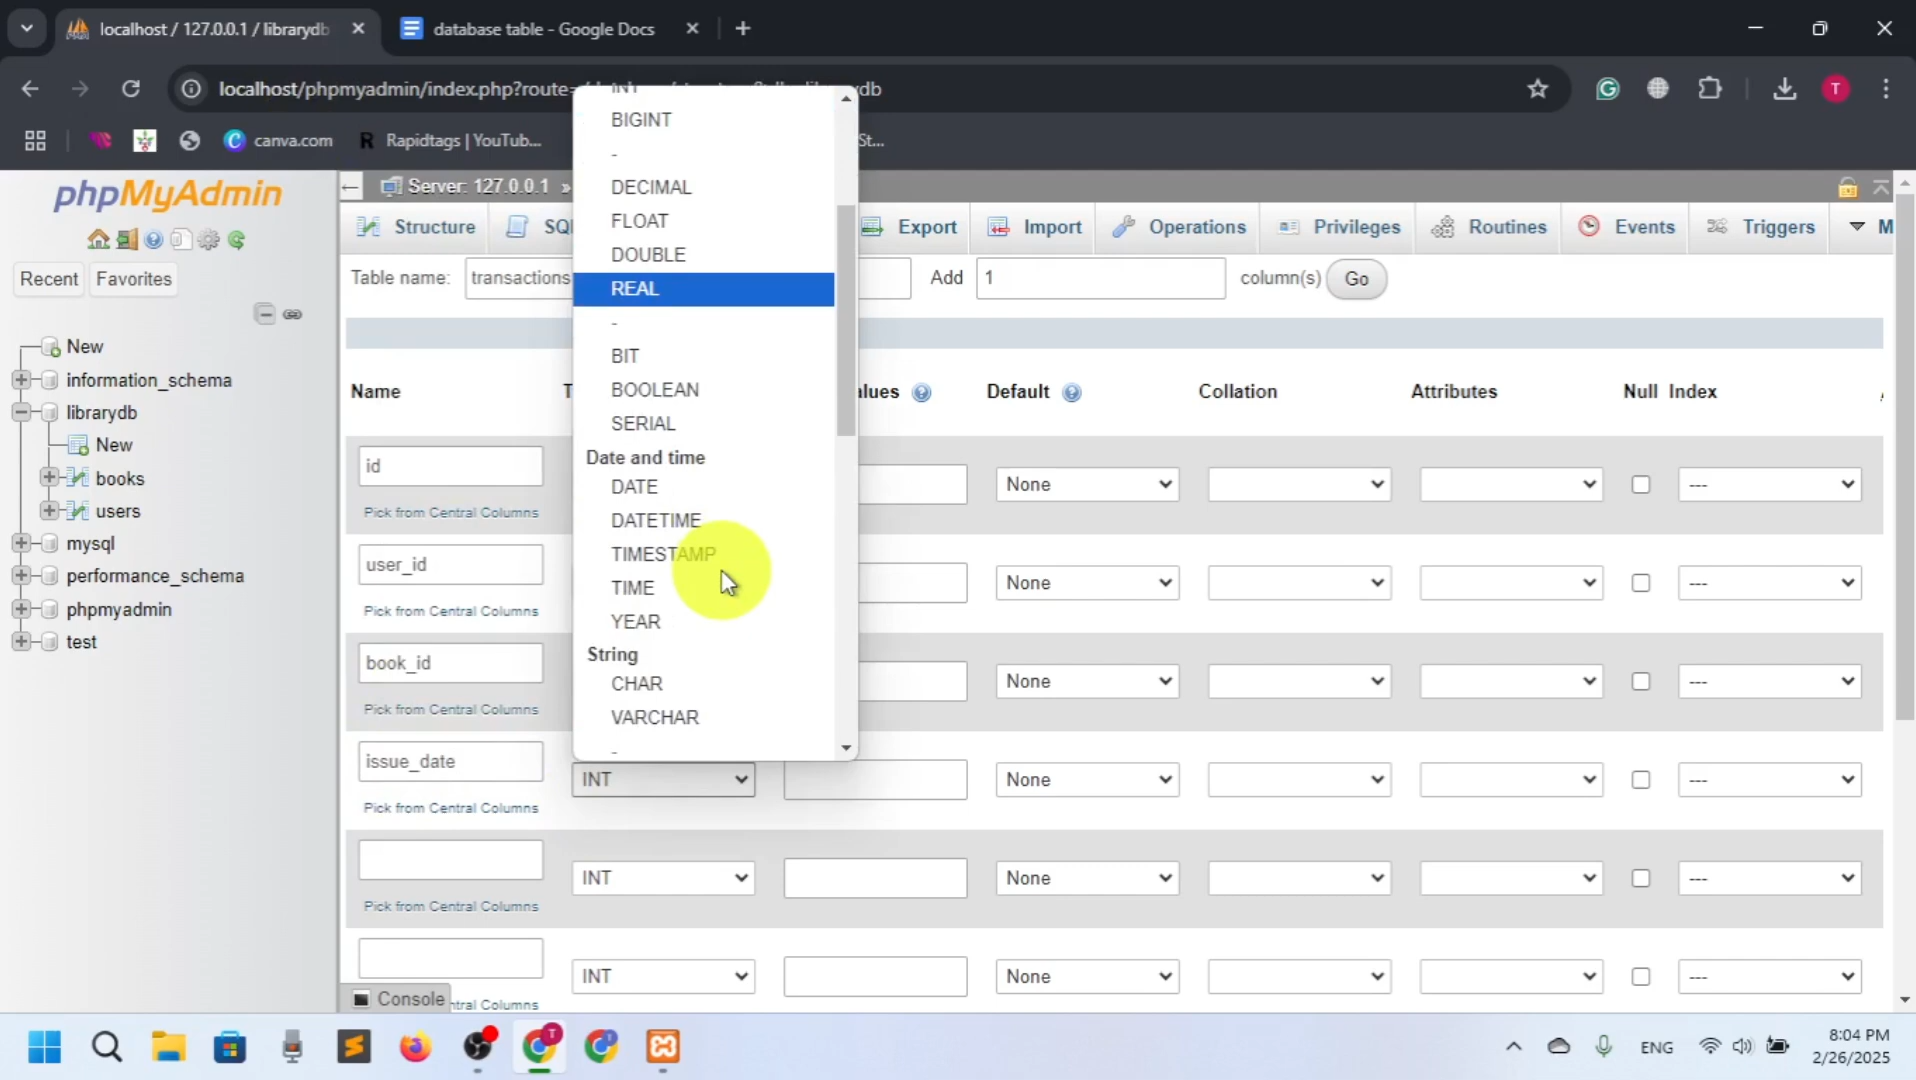 localhost / 127.0.0.1 / librarydb
database table - Google Docs
localhost/phpmyadmin/index.php?route=
canva.com
Rapidtags | YouTub...
St...
phpMyAdmin
Recent
Favorites
New
information_schema
librarydb
New
books
users
mysql
performance_schema
phpmyadmin
test
Server: 127.0.0.1 »
Structure
Export
Import
Operations
Privileges
Routines
Events
Triggers
Table name:
transactions
Add
1
column(s)
Go
INT
BIGINT
-
DECIMAL
FLOAT
DOUBLE
REAL
-
BIT
BOOLEAN
SERIAL
Date and time
DATE
DATETIME
TIMESTAMP
TIME
YEAR
String
CHAR
VARCHAR
-
Name
Default
Collation
Attributes
Null
Index
id
Pick from Central Columns
None
---
user_id
Pick from Central Columns
None
---
book_id
Pick from Central Columns
None
---
issue_date
Pick from Central Columns
INT
None
---
Pick from Central Columns
INT
None
---
INT
None
---
Console
ntral Columns
T
ENG
8:04 PM
2/26/2025